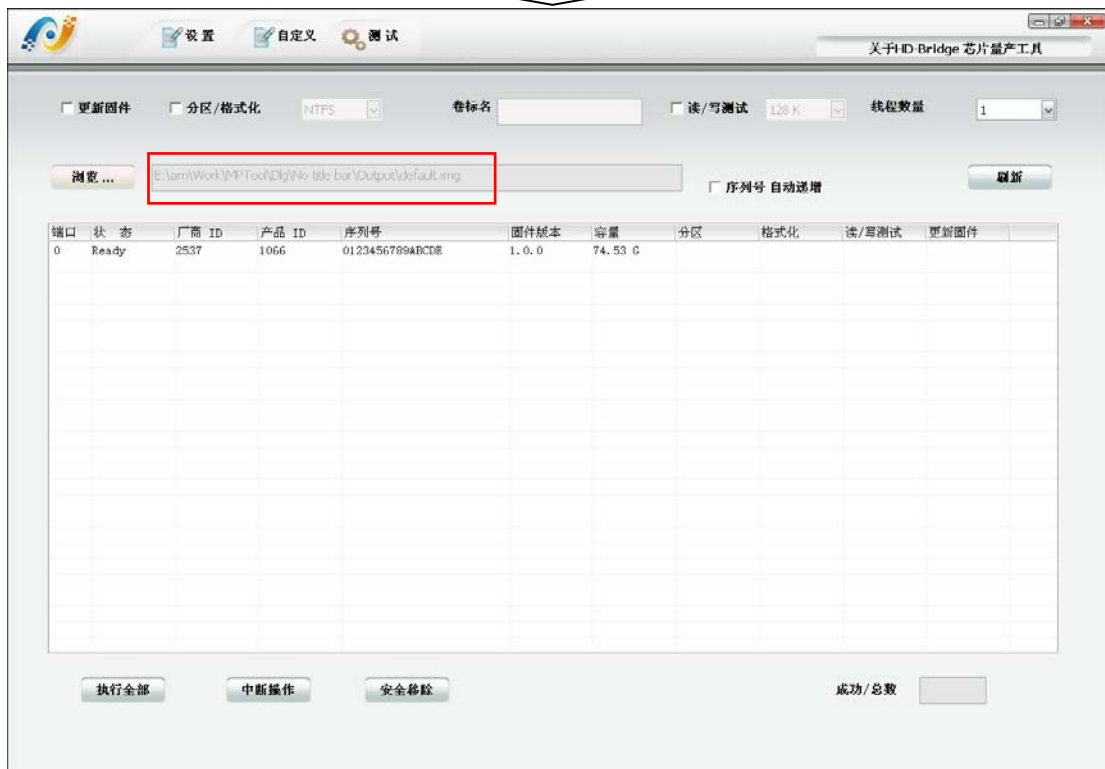 设 置 自定义 测 试
关于HD-Bridge 芯片量产工具
更新固件 分区/格式化 NTFS 卷标名 读/写测试 128 K 线程数量 1
浏览 ... E:\arn\Work\MPTool\Dlg\No title bar\Output\default.img 序列号 自动递增 刷新
端口 状 态 厂商 ID 产品 ID 序列号 固件版本 容量 分区 格式化 读/写测试 更新固件
0 Ready 2537 1066 0123456789ABCDE 1.0.0 74.53 G
执行全部 中断操作 安全移除 成功/总数